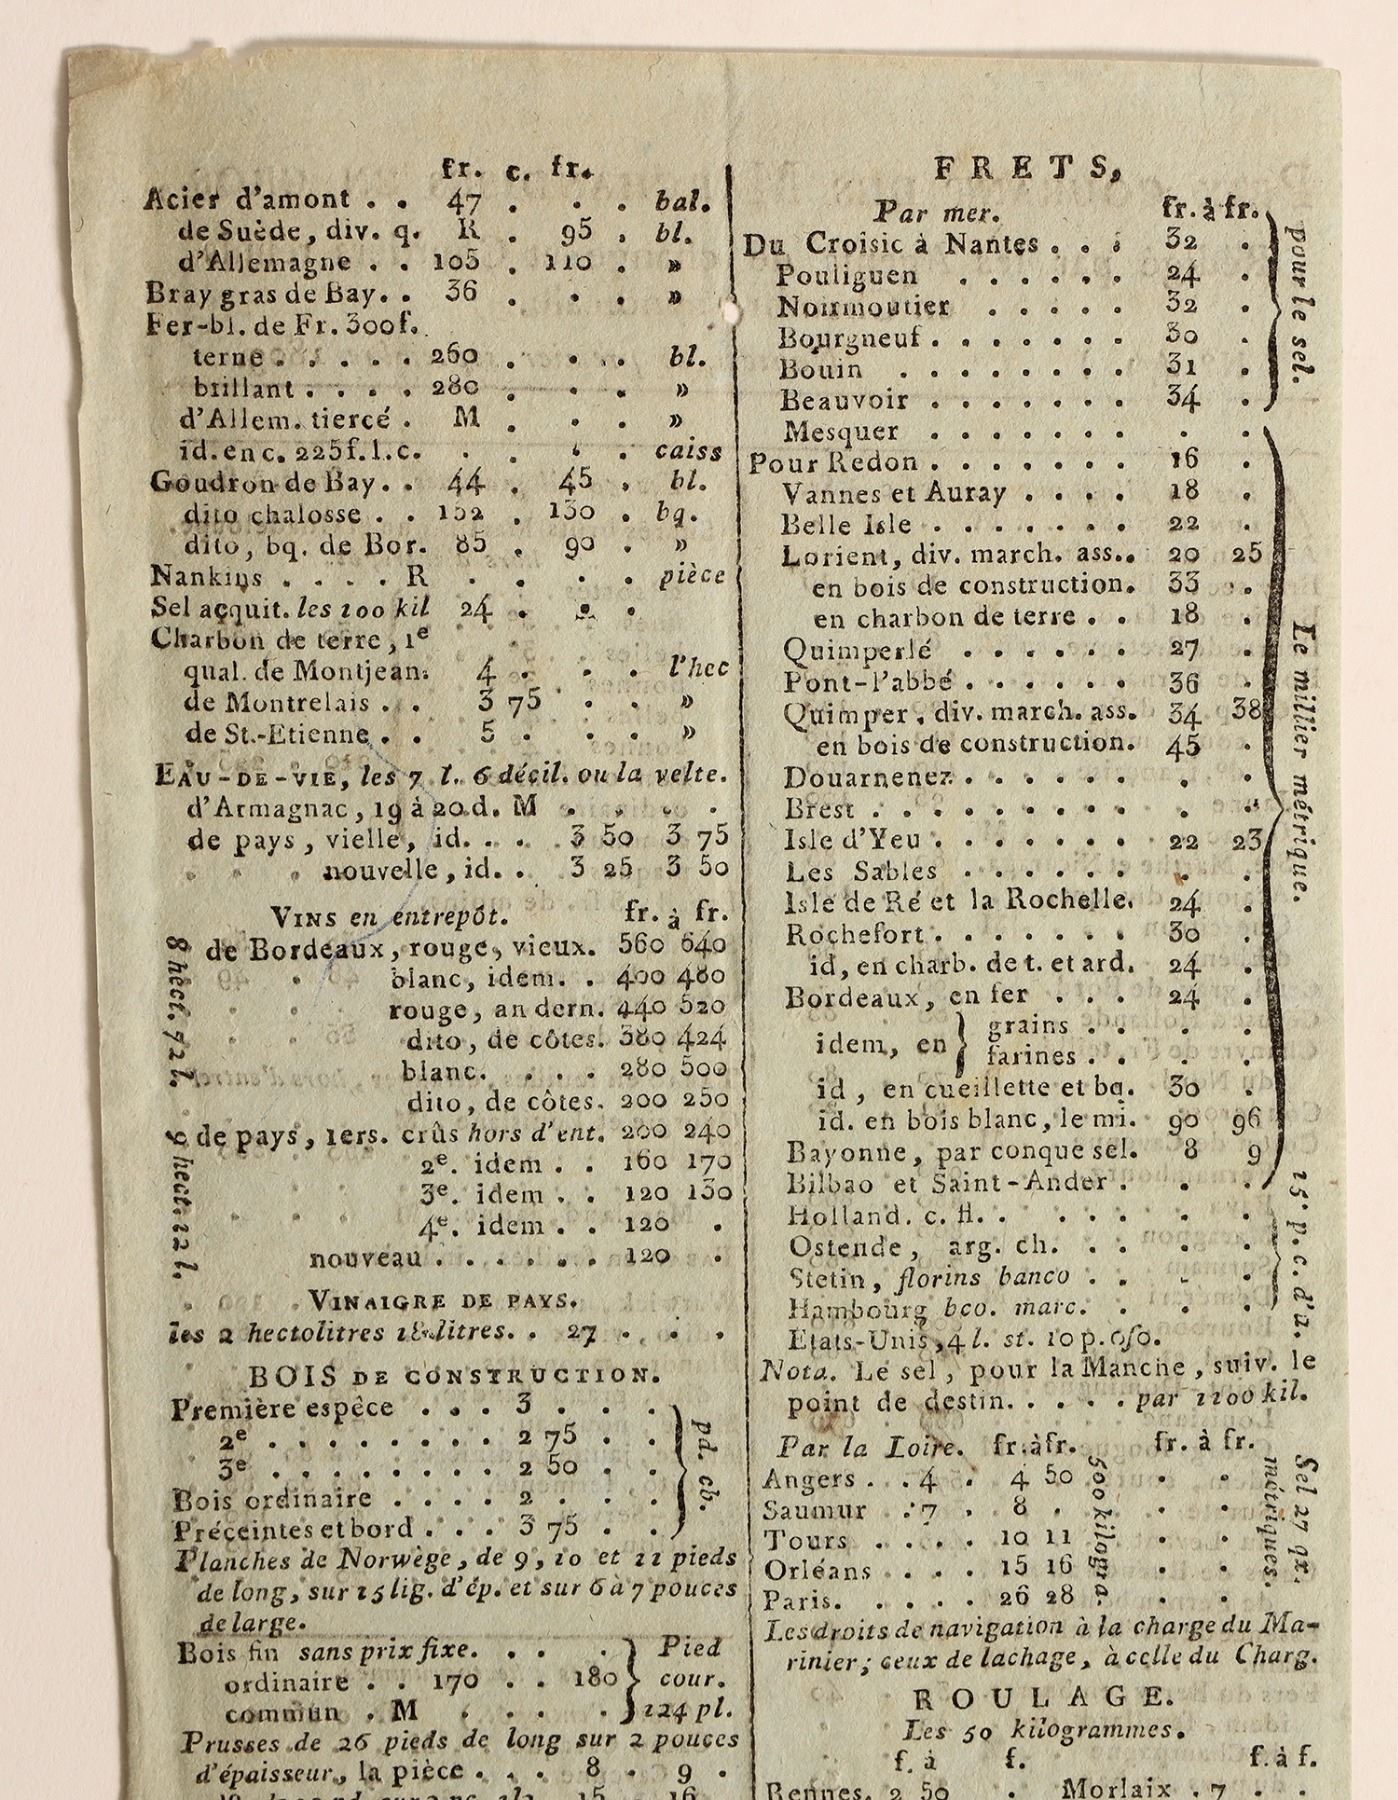 fr. c. fr.
Acier d'amont . . 47 . . . bal.
de Suède, div. q. R . 95 . bl.
d'Allemagne . . 105 . 110 . »
Bray gras de Bay. . 36 . . . »
Fer-bl. de Fr. 300f.
terne . . . . . 260 . . . bl.
brillant . . . . 280 . . . »
d'Allem. tiercé . M . . . »
id. en c. 225f. l. c. . . . . caiss
Goudron de Bay. . 44 . 45 . bl.
dito chalosse . . 132 . 130 . bq.
dito, bq. de Bor. 85 . 90 . »
Nankins . . . . R . . . . pièce
Sel acquit. les 100 kil 24 . . .
Charbon de terre, 1e
qual. de Montjean. 4 . . . l'hec
de Montrelais . . 3 75 . . »
de St.-Etienne . . 5 . . . »
EAU-DE-VIE, les 7 l. 6 décil. ou la velte.
d'Armagnac, 19 à 20 d. M . . . .
de pays, vielle, id. . . 3 50 3 75
nouvelle, id. . 3 25 3 50
VINS en entrepôt. fr. à fr.
de Bordeaux, rouge, vieux. 560 640
blanc, idem. . 400 480
rouge, an dern. 440 520
dito, de côtes. 380 424
blanc. . . . 280 500
dito, de côtes. 200 250
8 hect. 72 l.
de pays, 1ers. crûs hors d'ent. 200 240
2e. idem . . 160 170
3e. idem . . 120 130
4e. idem . . 120 .
nouveau . . . . . . 120 .
9 hect. 12 l.
VINAIGRE DE PAYS.
les 2 hectolitres 18 litres. . 27 . . .
BOIS DE CONSTRUCTION.
Première espèce . . . 3 . . .
2e . . . . . . . . 2 75 . .
3e . . . . . . . . 2 50 . .
Bois ordinaire . . . . 2 . . .
Préceintes et bord . . . 3 75 . .
pd. cb.
Planches de Norwège, de 9, 10 et 11 pieds
de long, sur 15 lig. d'ép. et sur 6 à 7 pouces
de large.
Bois fin sans prix fixe. . . . Pied
ordinaire . . 170 . . 180 cour.
commun . M . . . . 124 pl.
Prusses de 26 pieds de long sur 2 pouces
d'épaisseur, la pièce . . . 8 . 9 .
FRETS,
Par mer. fr. à fr.
Du Croisic à Nantes . . . 32 .
Pouliguen . . . . . . 24 .
Noirmoutier . . . . . 32 .
Bourgneuf . . . . . . . 30 .
Bouin . . . . . . . . 31 .
Beauvoir . . . . . . . 34 .
pour le sel.
Mesquer . . . . . . . . .
Pour Redon . . . . . . . 16 .
Vannes et Auray . . . . 18 .
Belle Isle . . . . . . . 22 .
Lorient, div. march. ass.. 20 25
en bois de construction. 33 .
en charbon de terre . . 18 .
Quimperlé . . . . . . 27 .
Pont-l'abbé . . . . . . 36 .
Quimper, div. march. ass. 34 38
en bois de construction. 45 .
Douarnenez . . . . . . . .
Brest . . . . . . . . . .
Isle d'Yeu . . . . . . . 22 23
Les Sables . . . . . . . .
Isle de Ré et la Rochelle. 24 .
Rochefort . . . . . . . 30 .
id, en charb. de t. et ard. 24 .
Bordeaux, en fer . . . 24 .
grains . . . .
idem, en
farines . . . .
id, en cueillette et bq. 30 .
id. en bois blanc, le mi. 90 96
Bayonne, par conque sel. 8 9
Bilbao et Saint-Ander . . .
Le millier métrique.
Holland. c. H. . . . . . .
Ostende, arg. ch. . . . .
Stetin, florins banco . . . .
Hambourg bco. marc. . . .
15 p. c. d'a.
Etats-Unis, 4 l. st. 10 p. 0/0.
Nota. Le sel, pour la Manche, suiv. le
point de destin. . . . . par 1100 kil.
Par la Loire. fr. à fr. fr. à fr.
Angers . . 4 . 4 50 . .
Saumur . 7 . 8 . . .
Tours . . . . 10 11 . .
Orléans . . . . 15 16 . .
Paris. . . . . 26 28 . .
500 kilogra.
Sel 27 qx.
métriques.
Les droits de navigation à la charge du Ma-
rinier; ceux de lachage, à celle du Charg.
ROULAGE.
Les 50 kilogrammes.
f. à f. f. à f.
Rennes. 2 50 . Morlaix . 7 . .